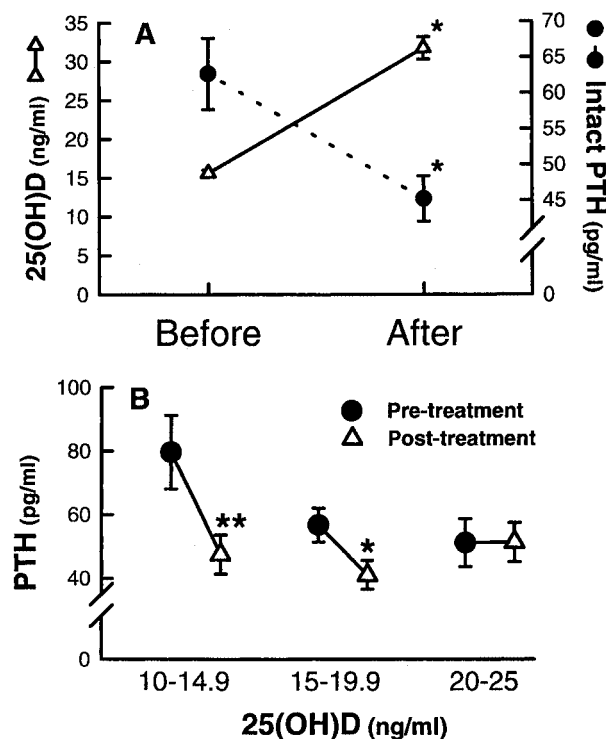 A
25(OH)D (ng/ml)
35
30
25
20
15
10
5
0
*
*
70
65
60
55
50
45
0
Intact PTH (pg/ml)
Before After
B
Pre-treatment
Post-treatment
PTH (pg/ml)
100
80
60
40
0
**
*
10-14.9 15-19.9 20-25
25(OH)D (ng/ml)